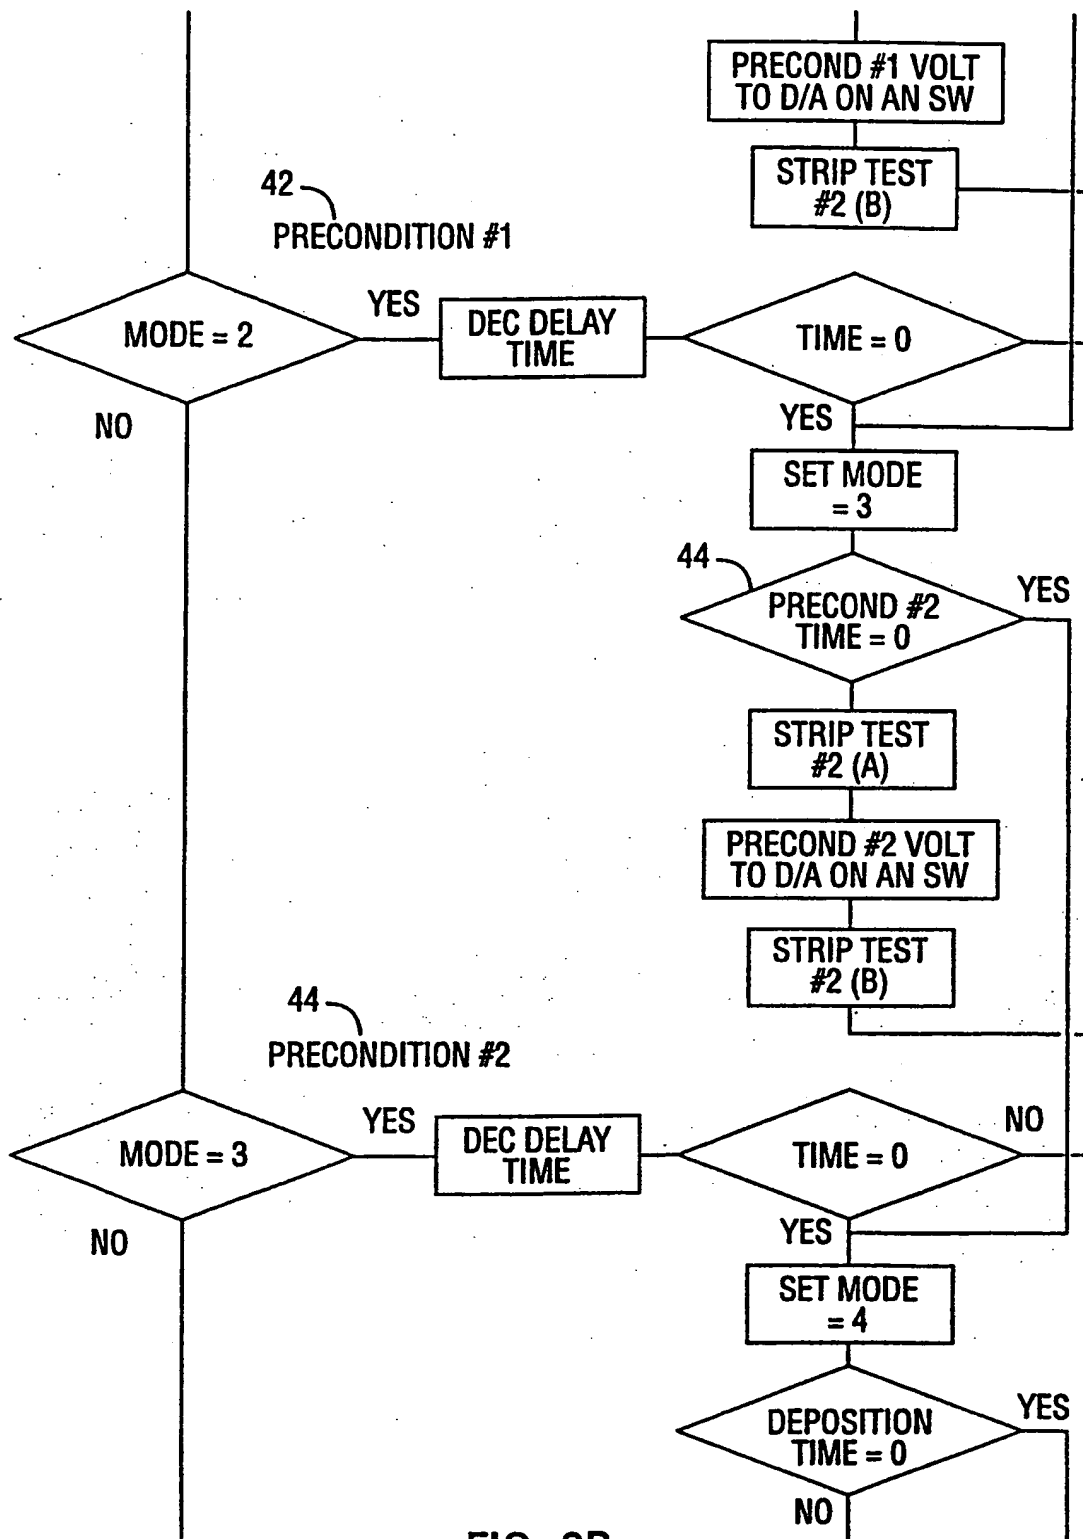 PRECOND #1 VOLT
TO D/A ON AN SW
STRIP TEST
#2 (B)
42
PRECONDITION #1
MODE = 2
YES
DEC DELAY
TIME
TIME = 0
NO
YES
SET MODE
= 3
44
PRECOND #2
TIME = 0
YES
STRIP TEST
#2 (A)
PRECOND #2 VOLT
TO D/A ON AN SW
STRIP TEST
#2 (B)
44
PRECONDITION #2
MODE = 3
YES
DEC DELAY
TIME
TIME = 0
NO
NO
YES
SET MODE
= 4
DEPOSITION
TIME = 0
YES
NO